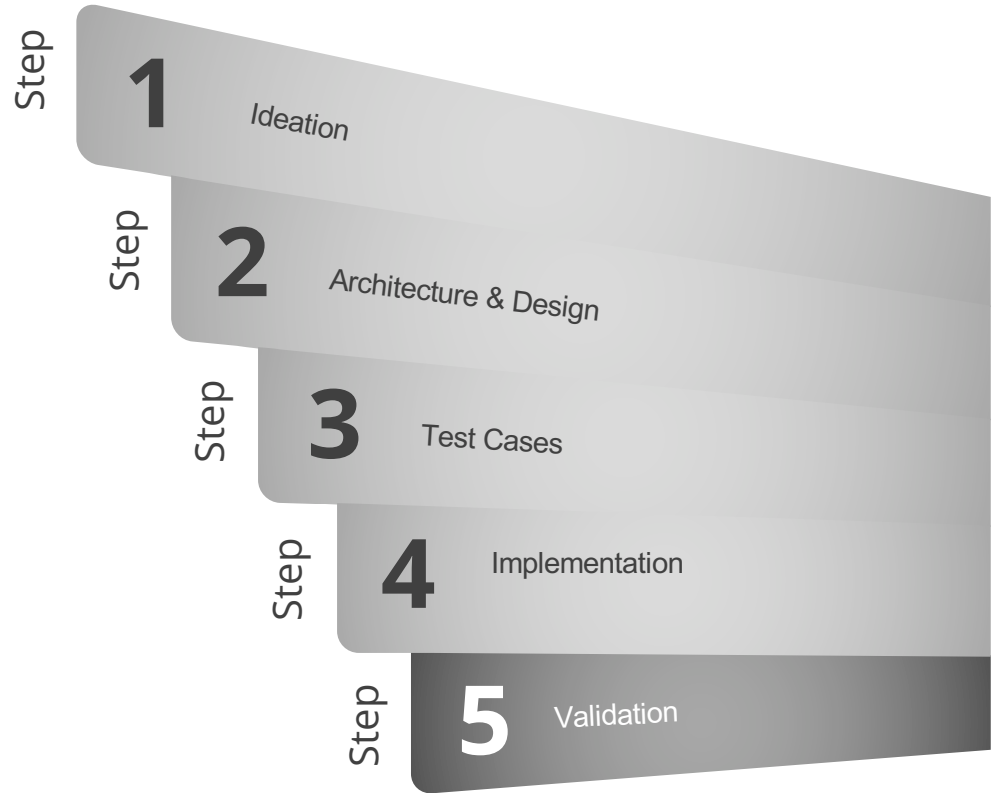 Step
1
Ideation
Step
2
Architecture & Design
Step
3
Test Cases
Step
4
Implementation
Step
5
Validation